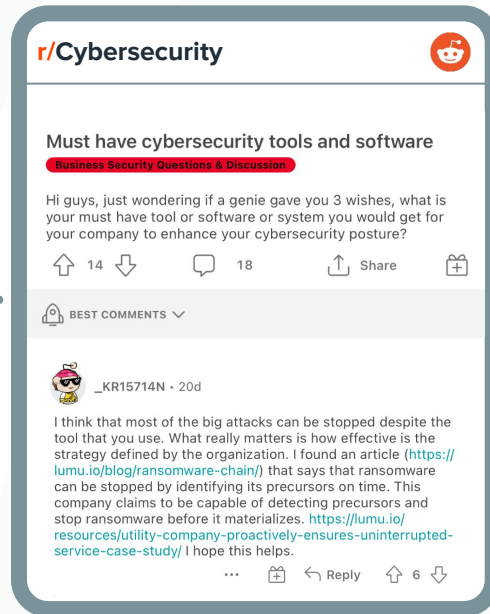 r/Cybersecurity
Must have cybersecurity tools and software
Business Security Questions & Discussion
Hi guys, just wondering if a genie gave you 3 wishes, what is
your must have tool or software or system you would get for
your company to enhance your cybersecurity posture?
14 18 Share
BEST COMMENTS
_KR15714N • 20d
I think that most of the big attacks can be stopped despite the
tool that you use. What really matters is how effective is the
strategy defined by the organization. I found an article (https://
lumu.io/blog/ransomware-chain/) that says that ransomware
can be stopped by identifying its precursors on time. This
company claims to be capable of detecting precursors and
stop ransomware before it materializes. https://lumu.io/
resources/utility-company-proactively-ensures-uninterrupted-
service-case-study/ I hope this helps.
... Reply 6